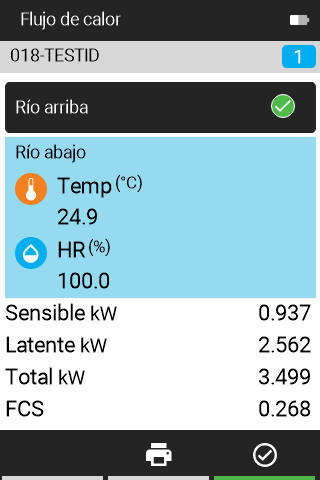 Flujo de calor
018-TESTID
1
Río arriba
Río abajo
Temp (°C)
24.9
HR (%)
100.0
Sensible kW 0.937
Latente kW 2.562
Total kW 3.499
FCS 0.268